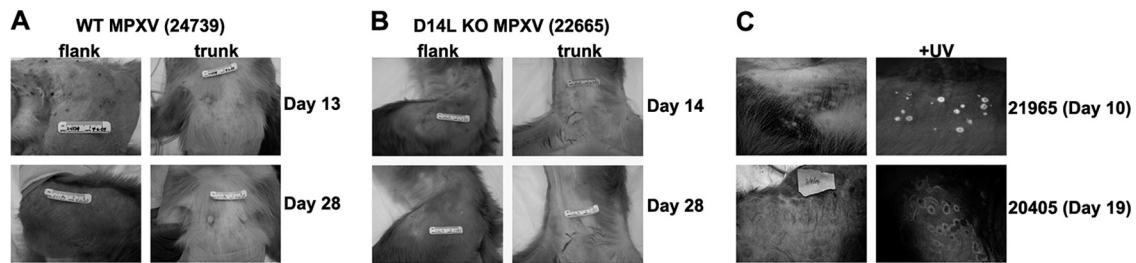 A
WT MPXV (24739)
flank trunk
Day 13
Day 28
B
D14L KO MPXV (22665)
flank trunk
Day 14
Day 28
C
+UV
21965 (Day 10)
20405 (Day 19)